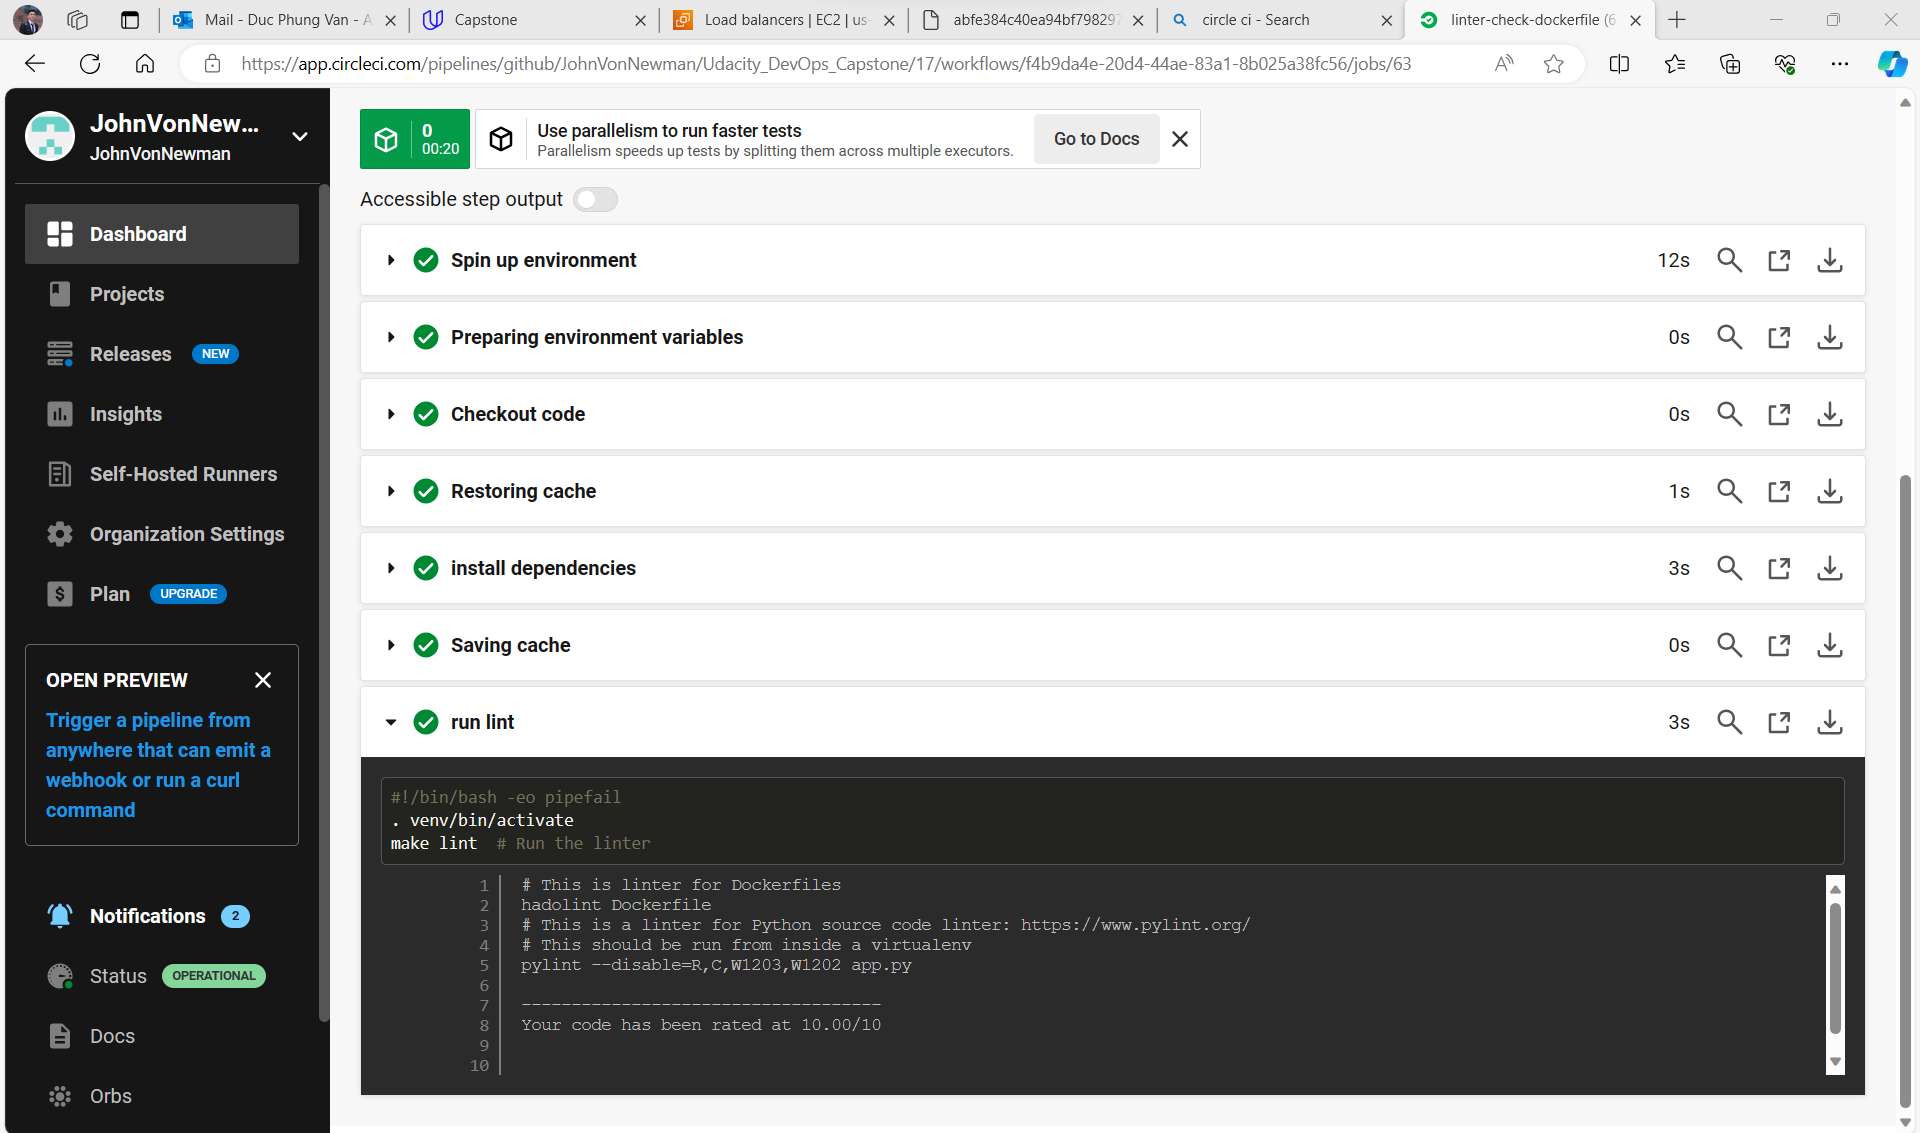 Mail - Duc Phung Van - A
Capstone
Load balancers | EC2 | us-
abfe384c40ea94bf798297
circle ci - Search
linter-check-dockerfile (6
https://app.circleci.com/pipelines/github/JohnVonNewman/Udacity_DevOps_Capstone/17/workflows/f4b9da4e-20d4-44ae-83a1-8b025a38fc56/jobs/63
JohnVonNew...
JohnVonNewman
Dashboard
Projects
Releases NEW
Insights
Self-Hosted Runners
Organization Settings
Plan UPGRADE
OPEN PREVIEW
Trigger a pipeline from
anywhere that can emit a
webhook or run a curl
command
Notifications 2
Status OPERATIONAL
Docs
Orbs
0
00:20
Use parallelism to run faster tests
Parallelism speeds up tests by splitting them across multiple executors.
Go to Docs
Accessible step output
Spin up environment 12s
Preparing environment variables 0s
Checkout code 0s
Restoring cache 1s
install dependencies 3s
Saving cache 0s
run lint 3s
#!/bin/bash -eo pipefail
. venv/bin/activate
make lint  # Run the linter
1 # This is linter for Dockerfiles
2 hadolint Dockerfile
3 # This is a linter for Python source code linter: https://www.pylint.org/
4 # This should be run from inside a virtualenv
5 pylint --disable=R,C,W1203,W1202 app.py
6
7 ------------------------------------
8 Your code has been rated at 10.00/10
9
10